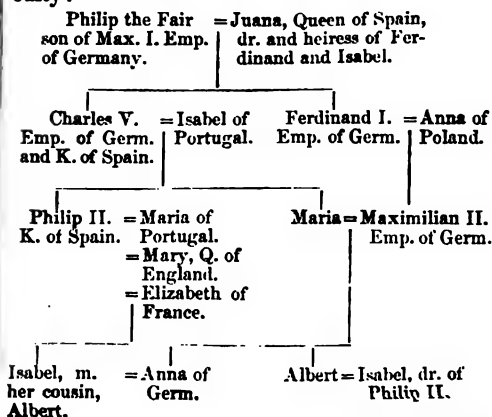 Philip the Fair = Juana, Queen of Spain,
son of Max. I. Emp. dr. and heiress of Fer-
of Germany. dinand and Isabel.
Charles V. = Isabel of Ferdinand I. = Anna of
Emp. of Germ. Portugal. Emp. of Germ. Poland.
and K. of Spain.
Philip II. = Maria of Maria = Maximilian II.
K. of Spain. Portugal. Emp. of Germ.
= Mary, Q. of
England.
= Elizabeth of
France.
Isabel, m. = Anna of Albert = Isabel, dr. of
her cousin, Germ. Philip II.
Albert.